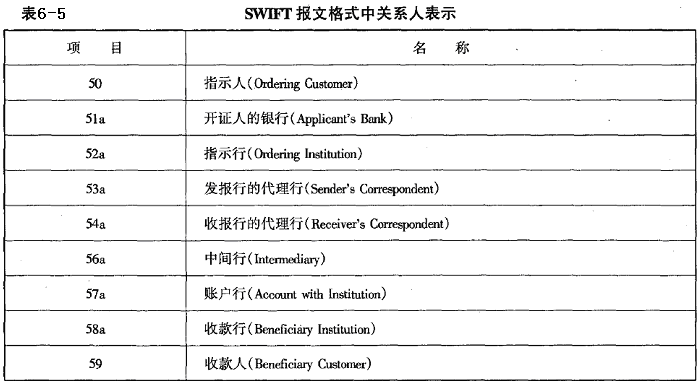 表6-5 SWIFT 报文格式中关系人表示
项 目 名 称
50 指示人(Ordering Customer)
51a 开证人的银行(Applicant's Bank)
52a 指示行(Ordering Institution)
53a 发报行的代理行(Sender's Correspondent)
54a 收报行的代理行(Receiver's Correspondent)
56a 中间行(Intermediary)
57a 账户行(Account with Institution)
58a 收款行(Beneficiary Institution)
59 收款人(Beneficiary Customer)